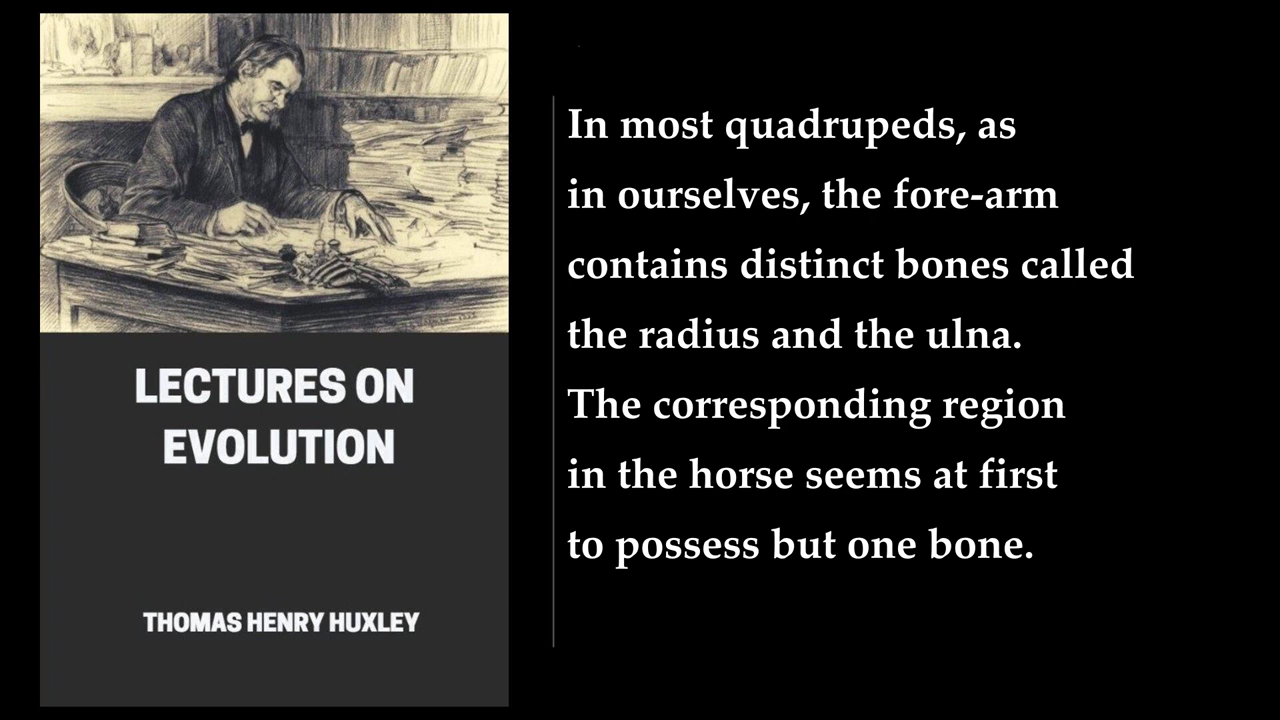 LECTURES ON
EVOLUTION
THOMAS HENRY HUXLEY
In most quadrupeds, as
in ourselves, the fore-arm
contains distinct bones called
the radius and the ulna.
The corresponding region
in the horse seems at first
to possess but one bone.